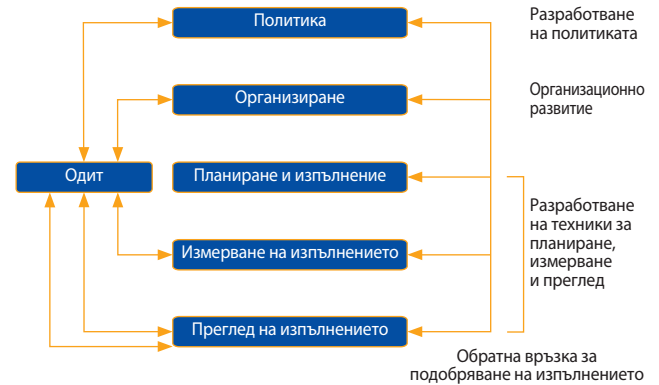 Политика
Разработване
на политиката
Организиране
Организационно
развитие
Одит
Планиране и изпълнение
Разработване
на техники за
планиране,
измерване
и преглед
Измерване на изпълнението
Преглед на изпълнението
Обратна връзка за
подобряване на изпълнението